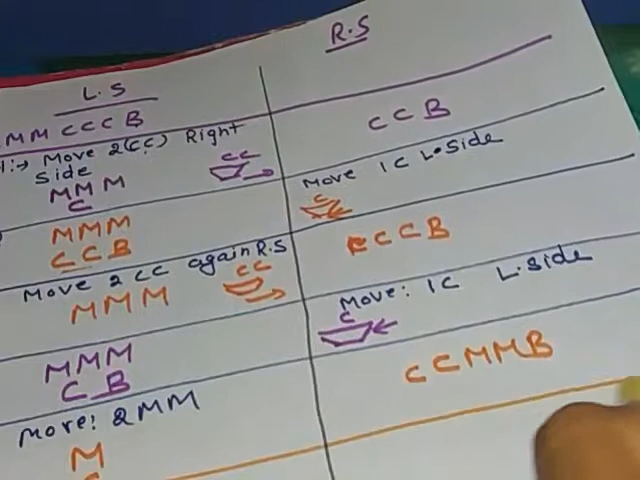 R.S
L.S
MM CCC B
CCB
1:→ Move 2(CC) Right
side
CC
MMM
C
Move 1C L.side
C
MMM
CCB
CCCB
Move 2 CC again R.S
CC
MMM
Move: 1C L.side
C
MMM
CB
CCMMB
Move: 2MM
M